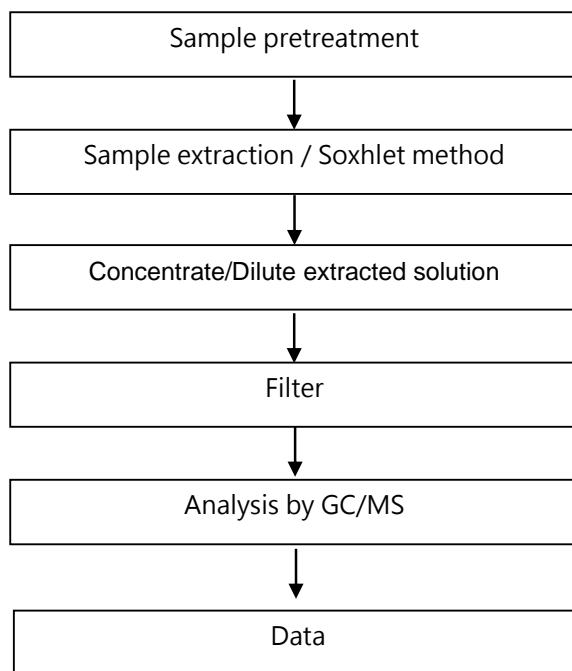 Sample pretreatment
Sample extraction / Soxhlet method
Concentrate/Dilute extracted solution
Filter
Analysis by GC/MS
Data